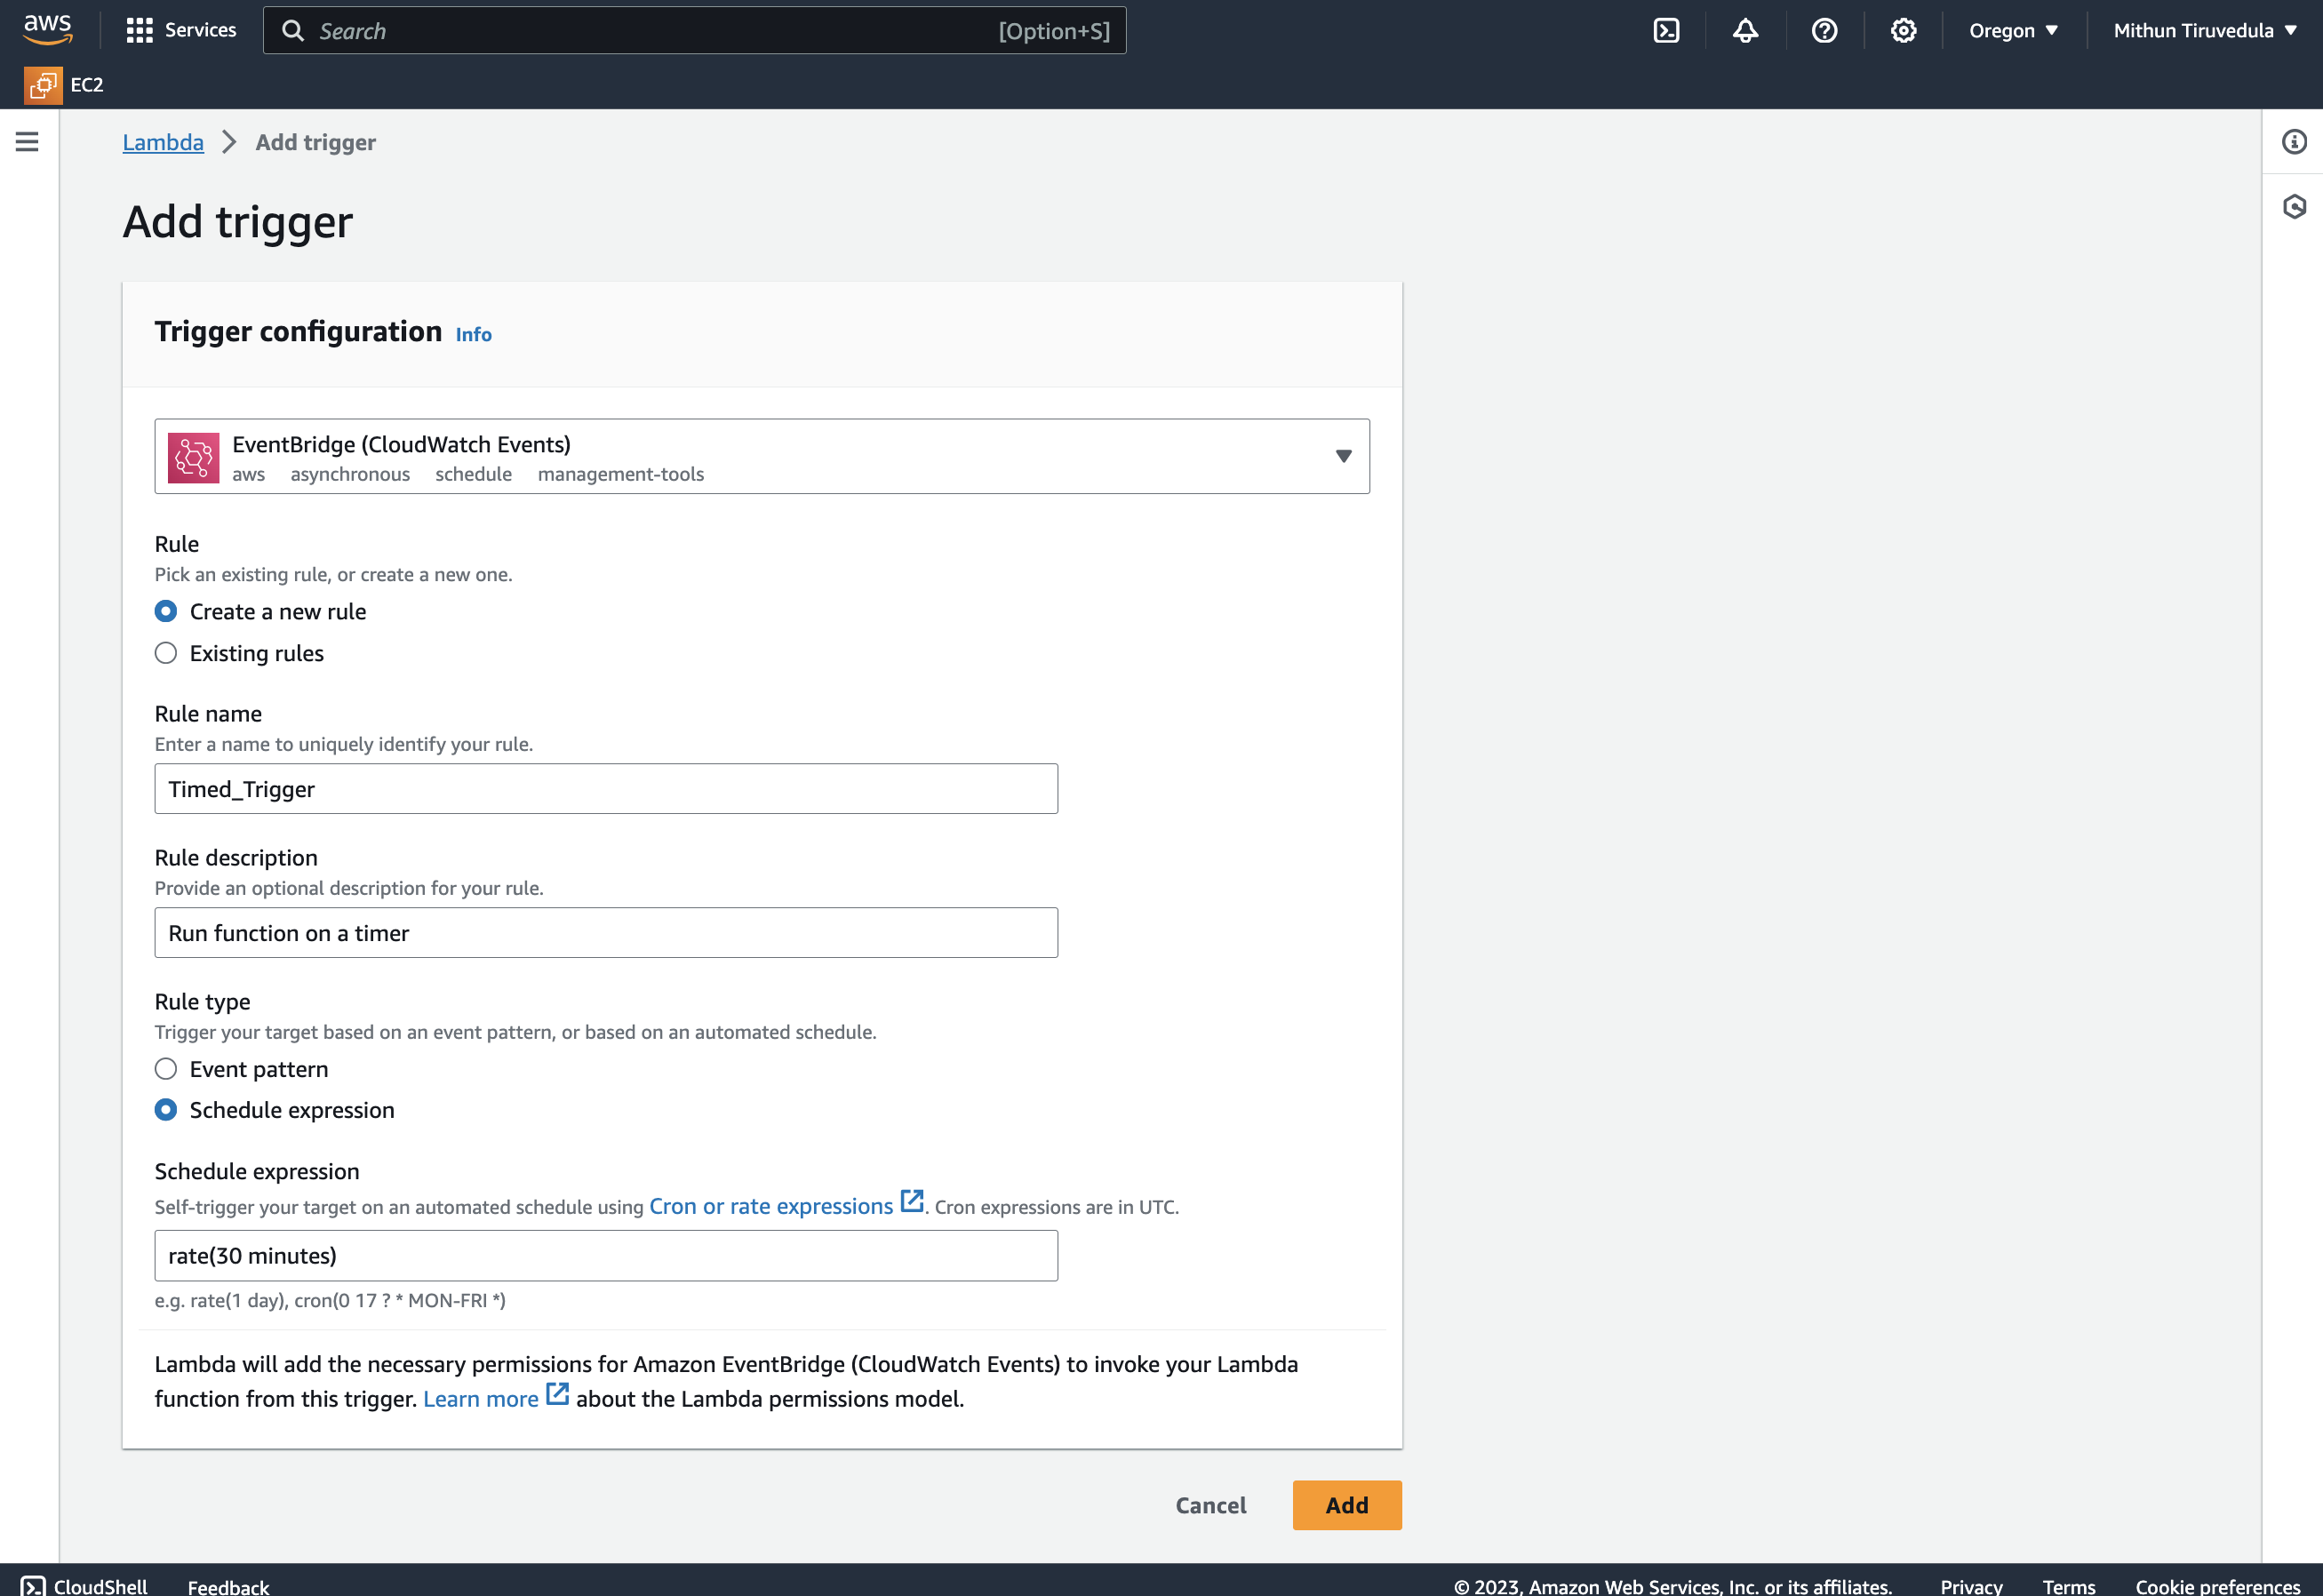 aws Services Search [Option+S] Oregon Mithun Tiruvedula
EC2
Lambda Add trigger
Add trigger
Trigger configuration Info
EventBridge (CloudWatch Events)
aws asynchronous schedule management-tools
Rule
Pick an existing rule, or create a new one.
Create a new rule
Existing rules
Rule name
Enter a name to uniquely identify your rule.
Timed_Trigger
Rule description
Provide an optional description for your rule.
Run function on a timer
Rule type
Trigger your target based on an event pattern, or based on an automated schedule.
Event pattern
Schedule expression
Schedule expression
Self-trigger your target on an automated schedule using Cron or rate expressions. Cron expressions are in UTC.
rate(30 minutes)
e.g. rate(1 day), cron(0 17 ? * MON-FRI *)
Lambda will add the necessary permissions for Amazon EventBridge (CloudWatch Events) to invoke your Lambda
function from this trigger. Learn more about the Lambda permissions model.
Cancel Add
CloudShell Feedback © 2023, Amazon Web Services, Inc. or its affiliates. Privacy Terms Cookie preferences